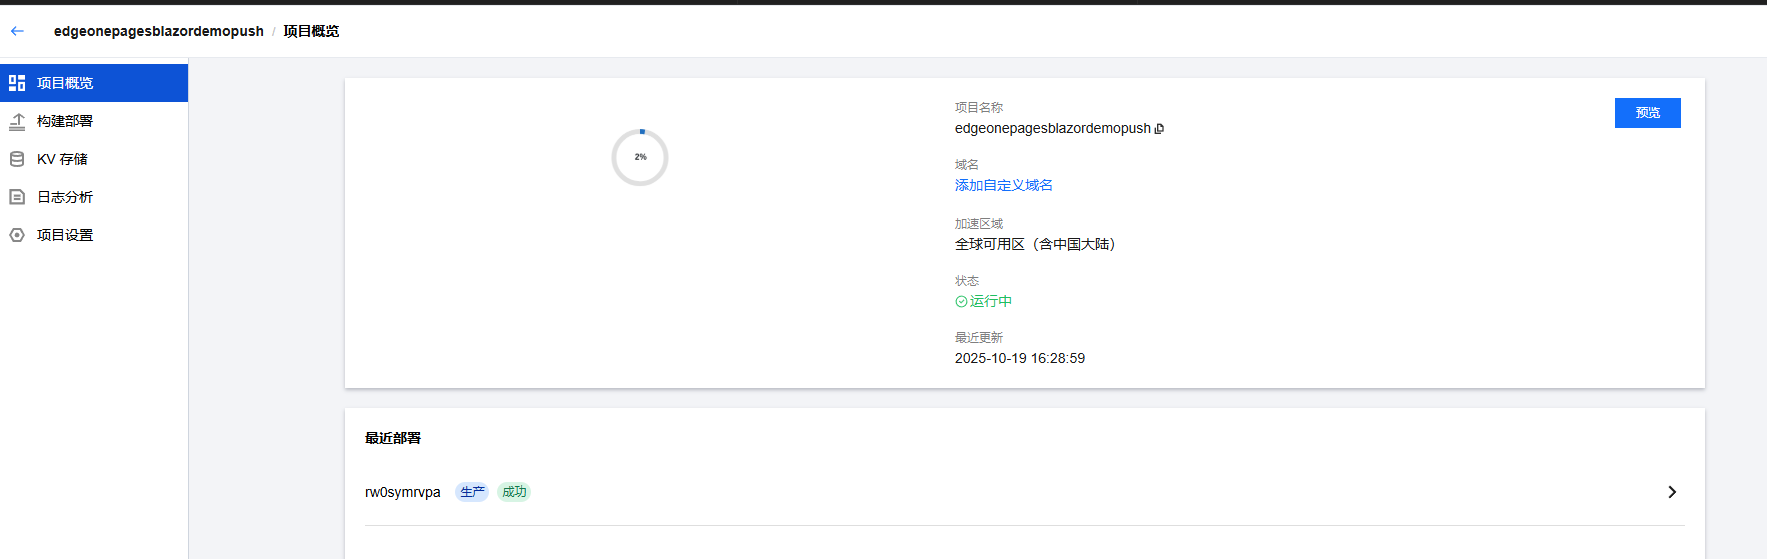 edgeonepagesblazordemopush / 项目概览
项目概览
构建部署
KV 存储
日志分析
项目设置
2%
项目名称
edgeonepagesblazordemopush
预览
域名
添加自定义域名
加速区域
全球可用区（含中国大陆）
状态
运行中
最近更新
2025-10-19 16:28:59
最近部署
rw0symrvpa 生产 成功